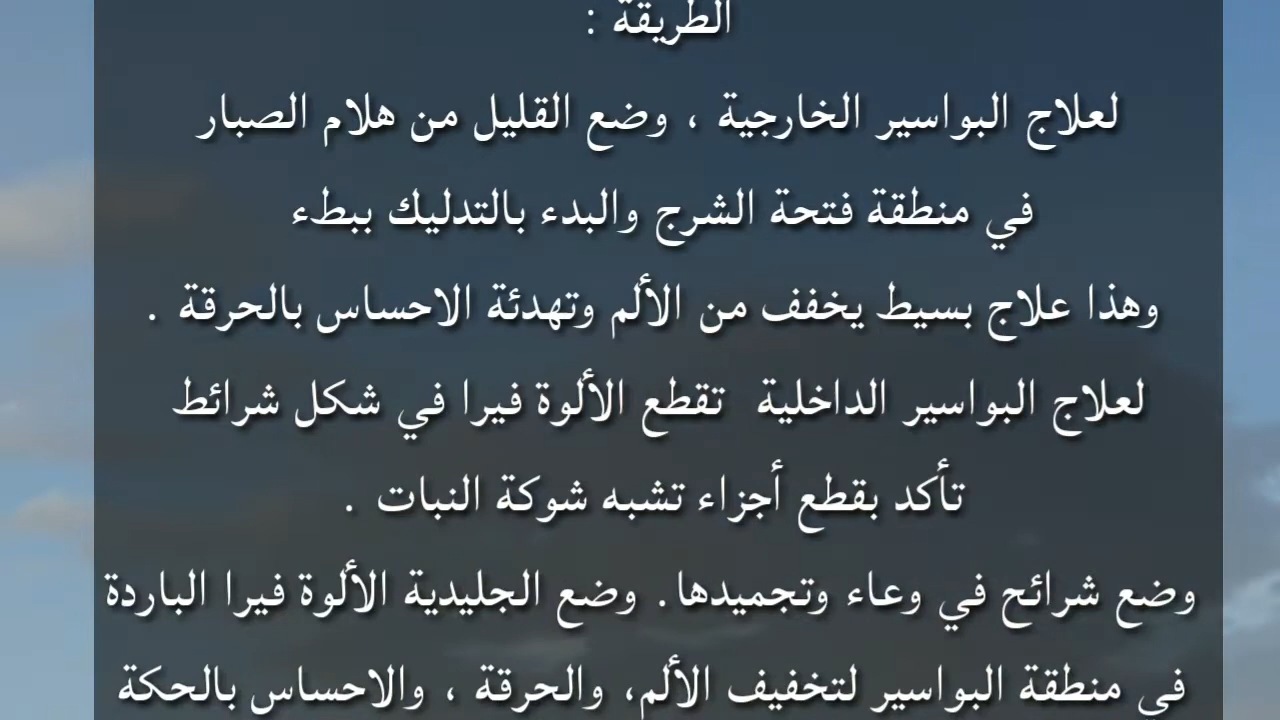 الطريقة :
لعلاج البواسير الخارجية ، وضع القليل من هلام الصبار
في منطقة فتحة الشرج والبدء بالتدليك ببطء
وهذا علاج بسيط يخفف من الألم وتهدئة الاحساس بالحرقة .
لعلاج البواسير الداخلية تقطع الألوة فيرا في شكل شرائط
تأكد بقطع أجزاء تشبه شوكة النبات .
وضع شرائح في وعاء وتجميدها. وضع الجليدية الألوة فيرا الباردة
في منطقة البواسير لتخفيف الألم، والحرقة ، والاحساس بالحكة